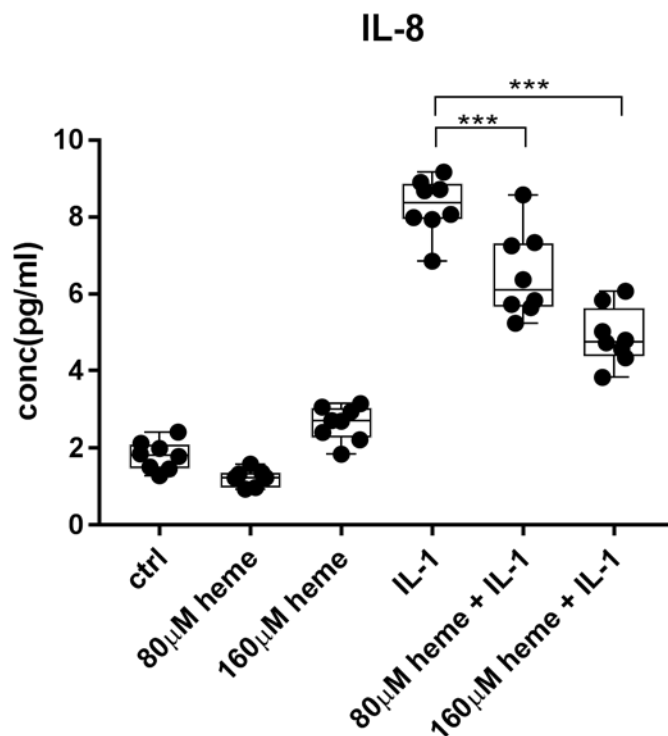 IL-8
***
***
10
8
6
4
2
0
conc(pg/ml)
ctrl
80μM heme
160μM heme
IL-1
80μM heme + IL-1
160μM heme + IL-1